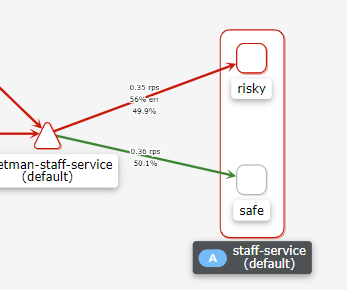 0.35 rps
56% err
49.9%
risky
etman-staff-service
(default)
0.36 rps
50.1%
safe
A
staff-service
(default)